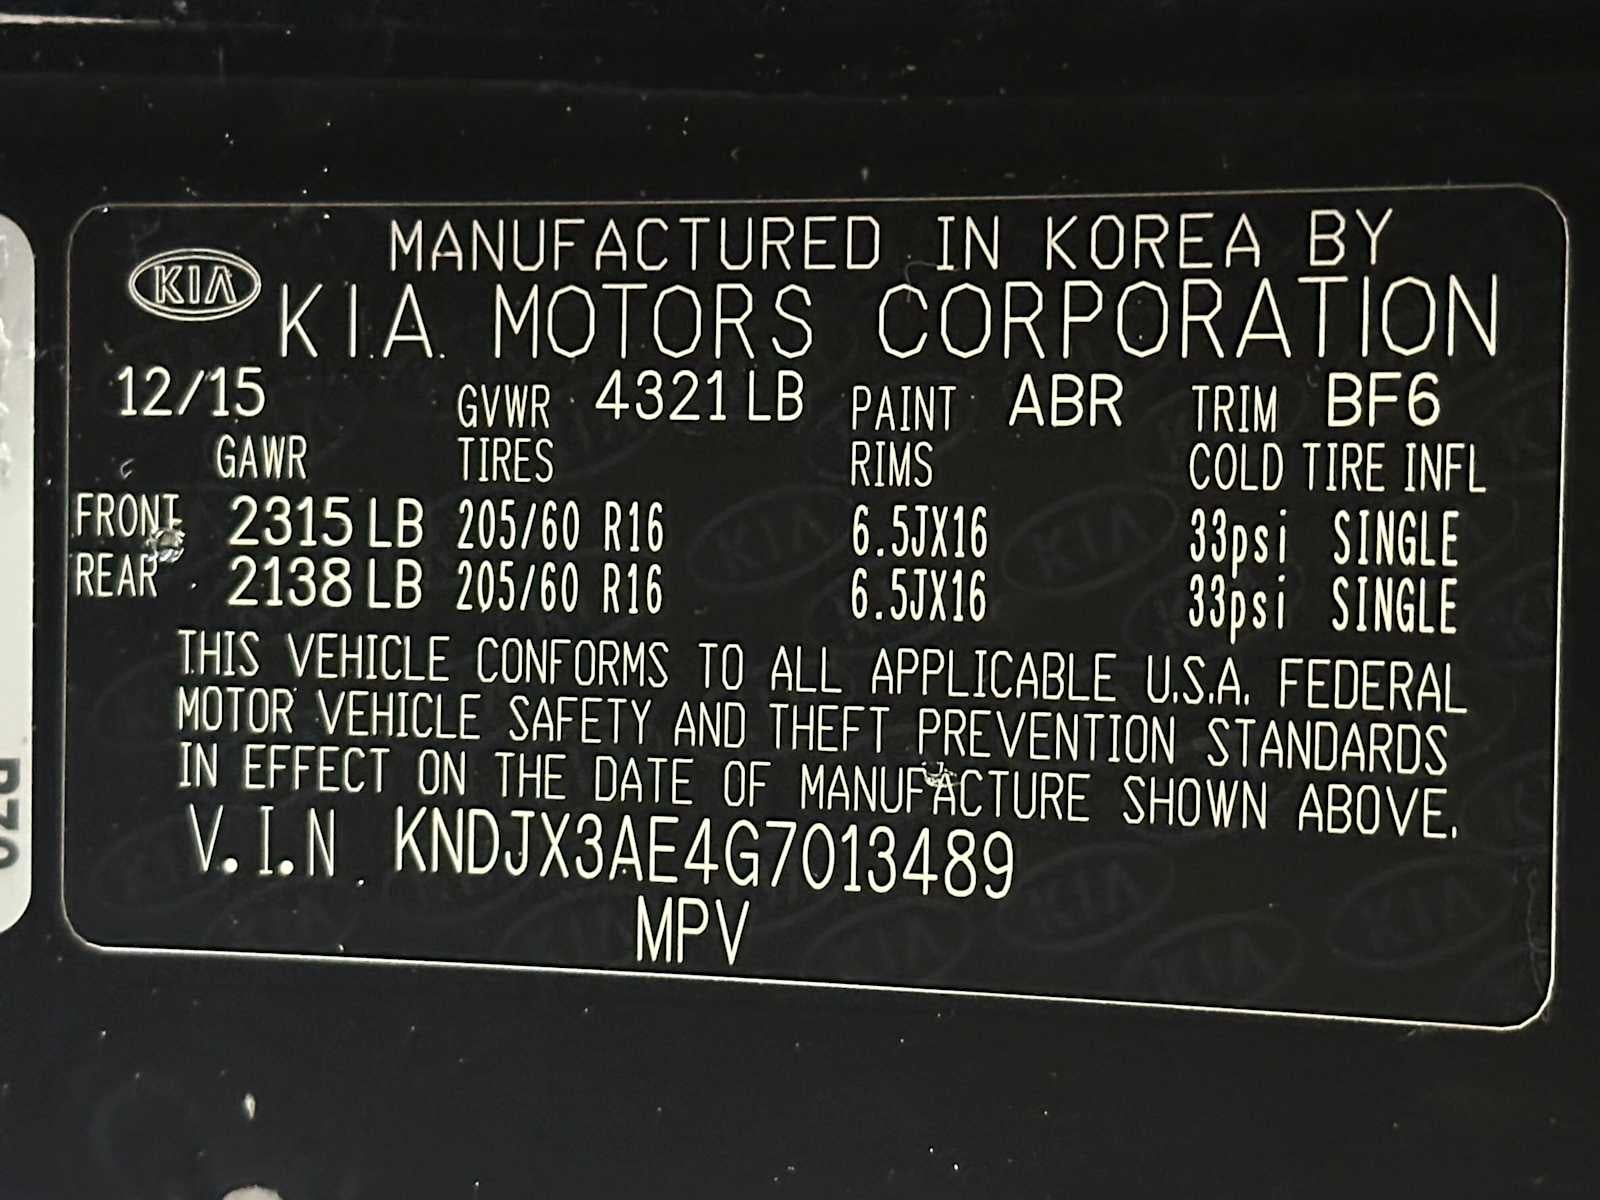 MANUFACTURED IN KOREA BY
KIA K.I.A. MOTORS CORPORATION
12/15 GVWR 4321 LB PAINT ABR TRIM BF6
GAWR TIRES RIMS COLD TIRE INFL
FRONT 2315 LB 205/60 R16 6.5JX16 33psi SINGLE
REAR 2138 LB 205/60 R16 6.5JX16 33psi SINGLE
THIS VEHICLE CONFORMS TO ALL APPLICABLE U.S.A. FEDERAL
MOTOR VEHICLE SAFETY AND THEFT PREVENTION STANDARDS
IN EFFECT ON THE DATE OF MANUFACTURE SHOWN ABOVE.
V.I.N. KNDJX3AE4G7013489
MPV